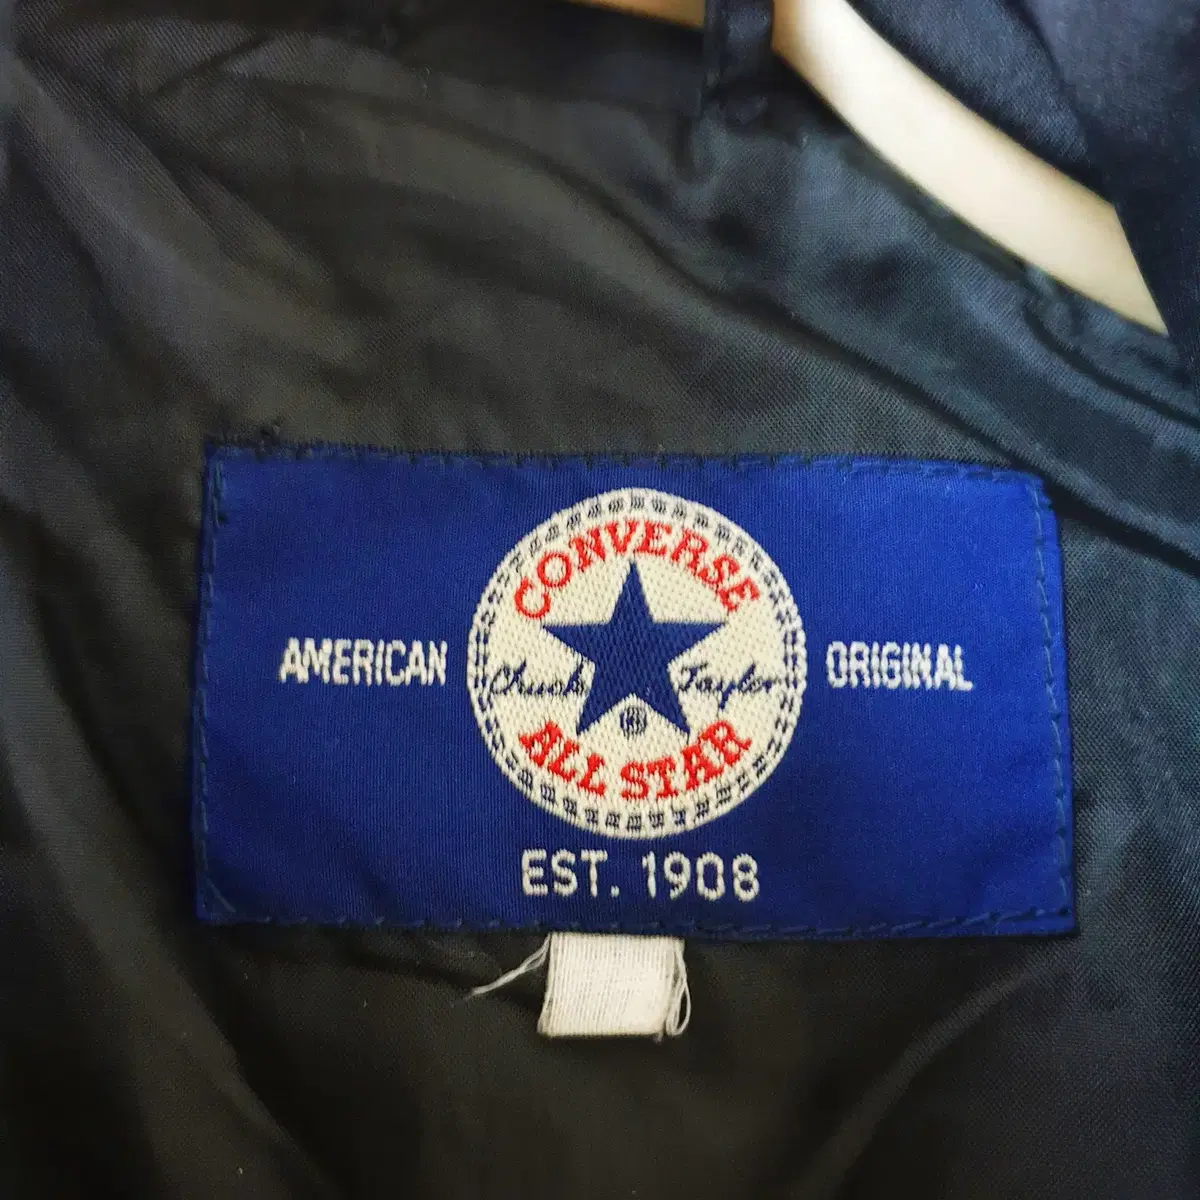 CONVERSE
AMERICAN Chuck Taylor ORIGINAL
®
ALL STAR
EST. 1908